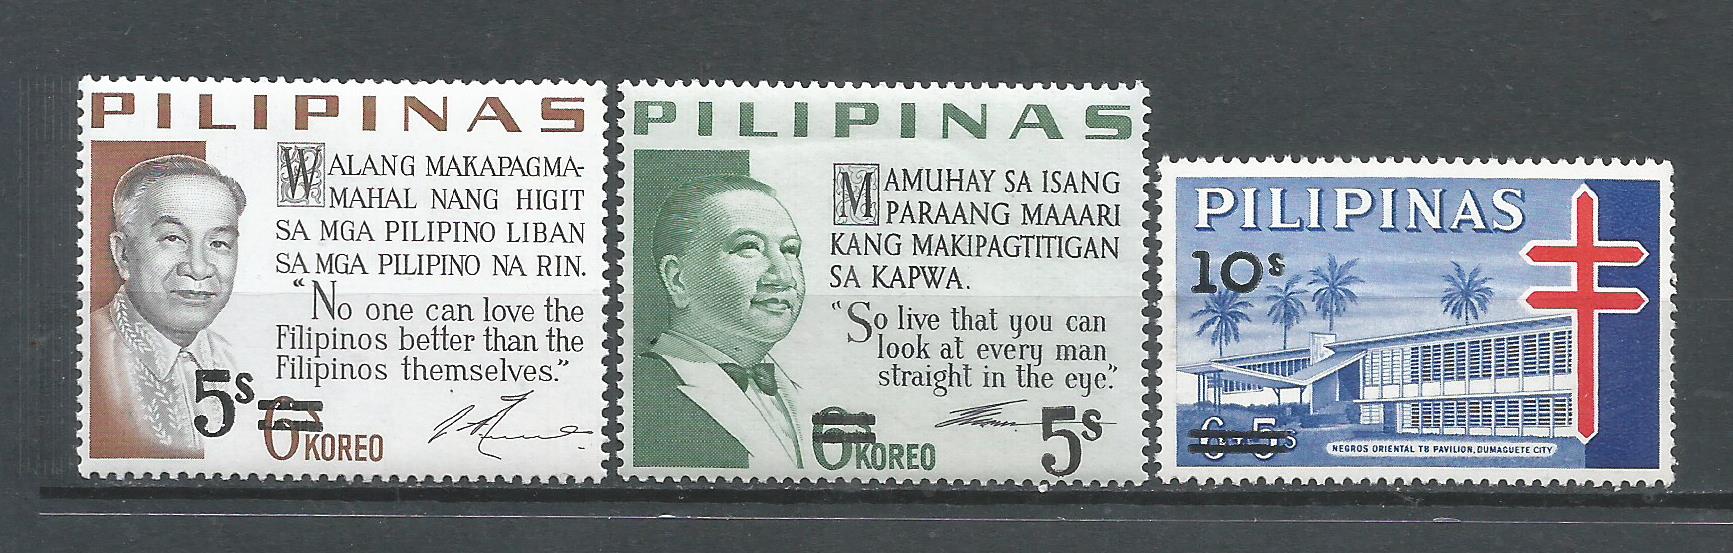 PILIPINAS
WALANG MAKAPAGMA-
MAHAL NANG HIGIT
SA MGA PILIPINO LIBAN
SA MGA PILIPINO NA RIN.
“No one can love the
Filipinos better than the
Filipinos themselves.”
5s
6 KOREO
PILIPINAS
MAMUHAY SA ISANG
PARAANG MAAARI
KANG MAKIPAGTITIGAN
SA KAPWA.
“So live that you can
look at every man
straight in the eye.”
6 KOREO
5s
PILIPINAS
10s
6+5s
NEGROS ORIENTAL TB PAVILION, DUMAGUETE CITY